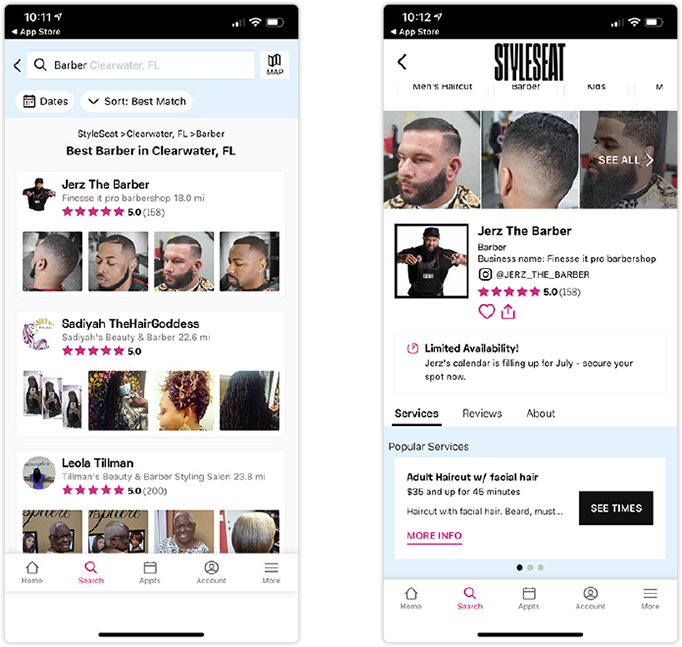 10:11
◀ App Store
Barber Clearwater, FL
MAP
Dates
Sort: Best Match
StyleSeat >Clearwater, FL >Barber
Best Barber in Clearwater, FL
Jerz The Barber
Finesse it pro barbershop 18.0 mi
5.0 (158)
Sadiyah TheHairGoddess
Sadiyah's Beauty & Barber 22.6 mi
5.0
Leola Tillman
Tillman's Beauty & Barber Styling Salon 23.8 mi
5.0 (200)
Home
Search
Appts
Account
More
10:12
◀ App Store
STYLESEAT
Men's Haircut
Barber
Kids
M
SEE ALL
Jerz The Barber
Barber
Business name: Finesse it pro barbershop
@JERZ_THE_BARBER
5.0 (158)
Limited Availability!
Jerz's calendar is filling up for July - secure your
spot now.
Services
Reviews
About
Popular Services
Adult Haircut w/ facial hair
$35 and up for 45 minutes
Haircut with facial hair. Beard, must...
MORE INFO
SEE TIMES
Home
Search
Appts
Account
More